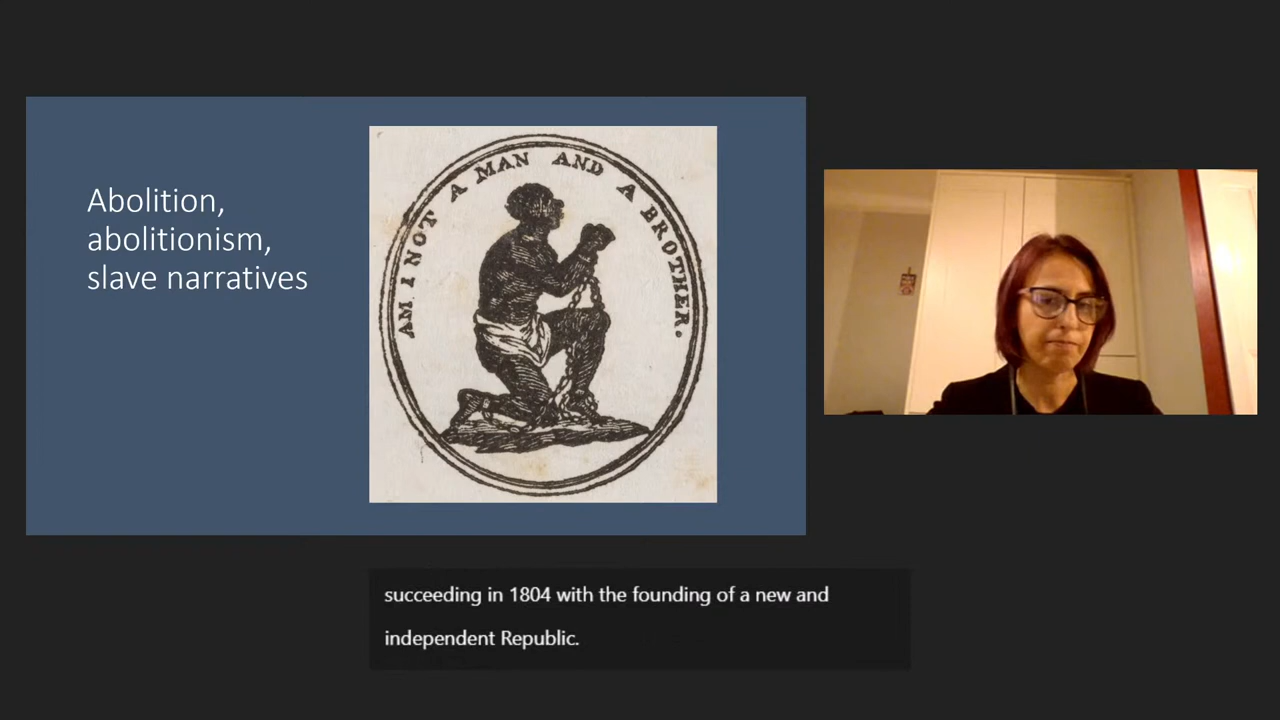 Abolition,
abolitionism,
slave narratives
AM I NOT A MAN AND A BROTHER.
succeeding in 1804 with the founding of a new and
independent Republic.